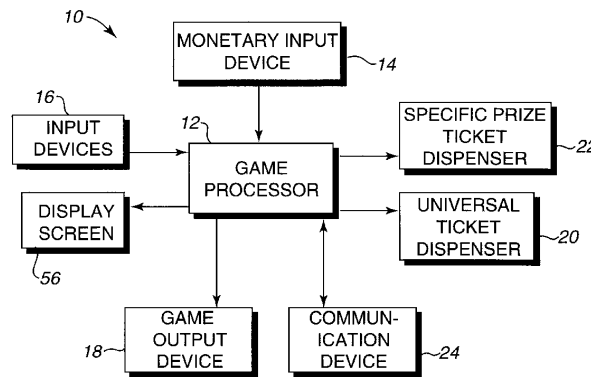 10
MONETARY INPUT
DEVICE
14
16
INPUT
DEVICES
12
GAME
PROCESSOR
SPECIFIC PRIZE
TICKET
DISPENSER
22
DISPLAY
SCREEN
56
UNIVERSAL
TICKET
DISPENSER
20
GAME
OUTPUT
DEVICE
18
COMMUN-
ICATION
DEVICE
24